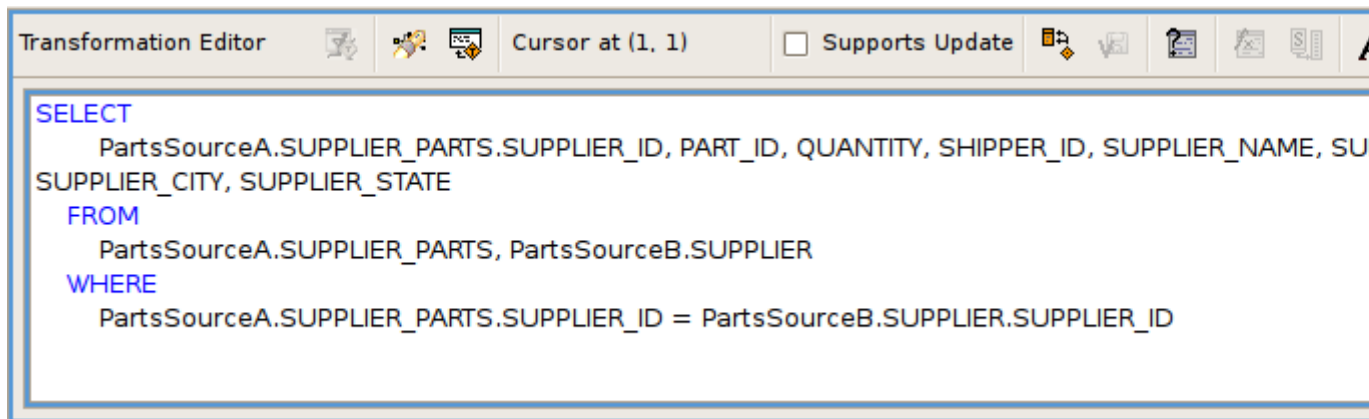 Transformation Editor Cursor at (1, 1) Supports Update
SELECT
PartsSourceA.SUPPLIER_PARTS.SUPPLIER_ID, PART_ID, QUANTITY, SHIPPER_ID, SUPPLIER_NAME, SU
SUPPLIER_CITY, SUPPLIER_STATE
FROM
PartsSourceA.SUPPLIER_PARTS, PartsSourceB.SUPPLIER
WHERE
PartsSourceA.SUPPLIER_PARTS.SUPPLIER_ID = PartsSourceB.SUPPLIER.SUPPLIER_ID